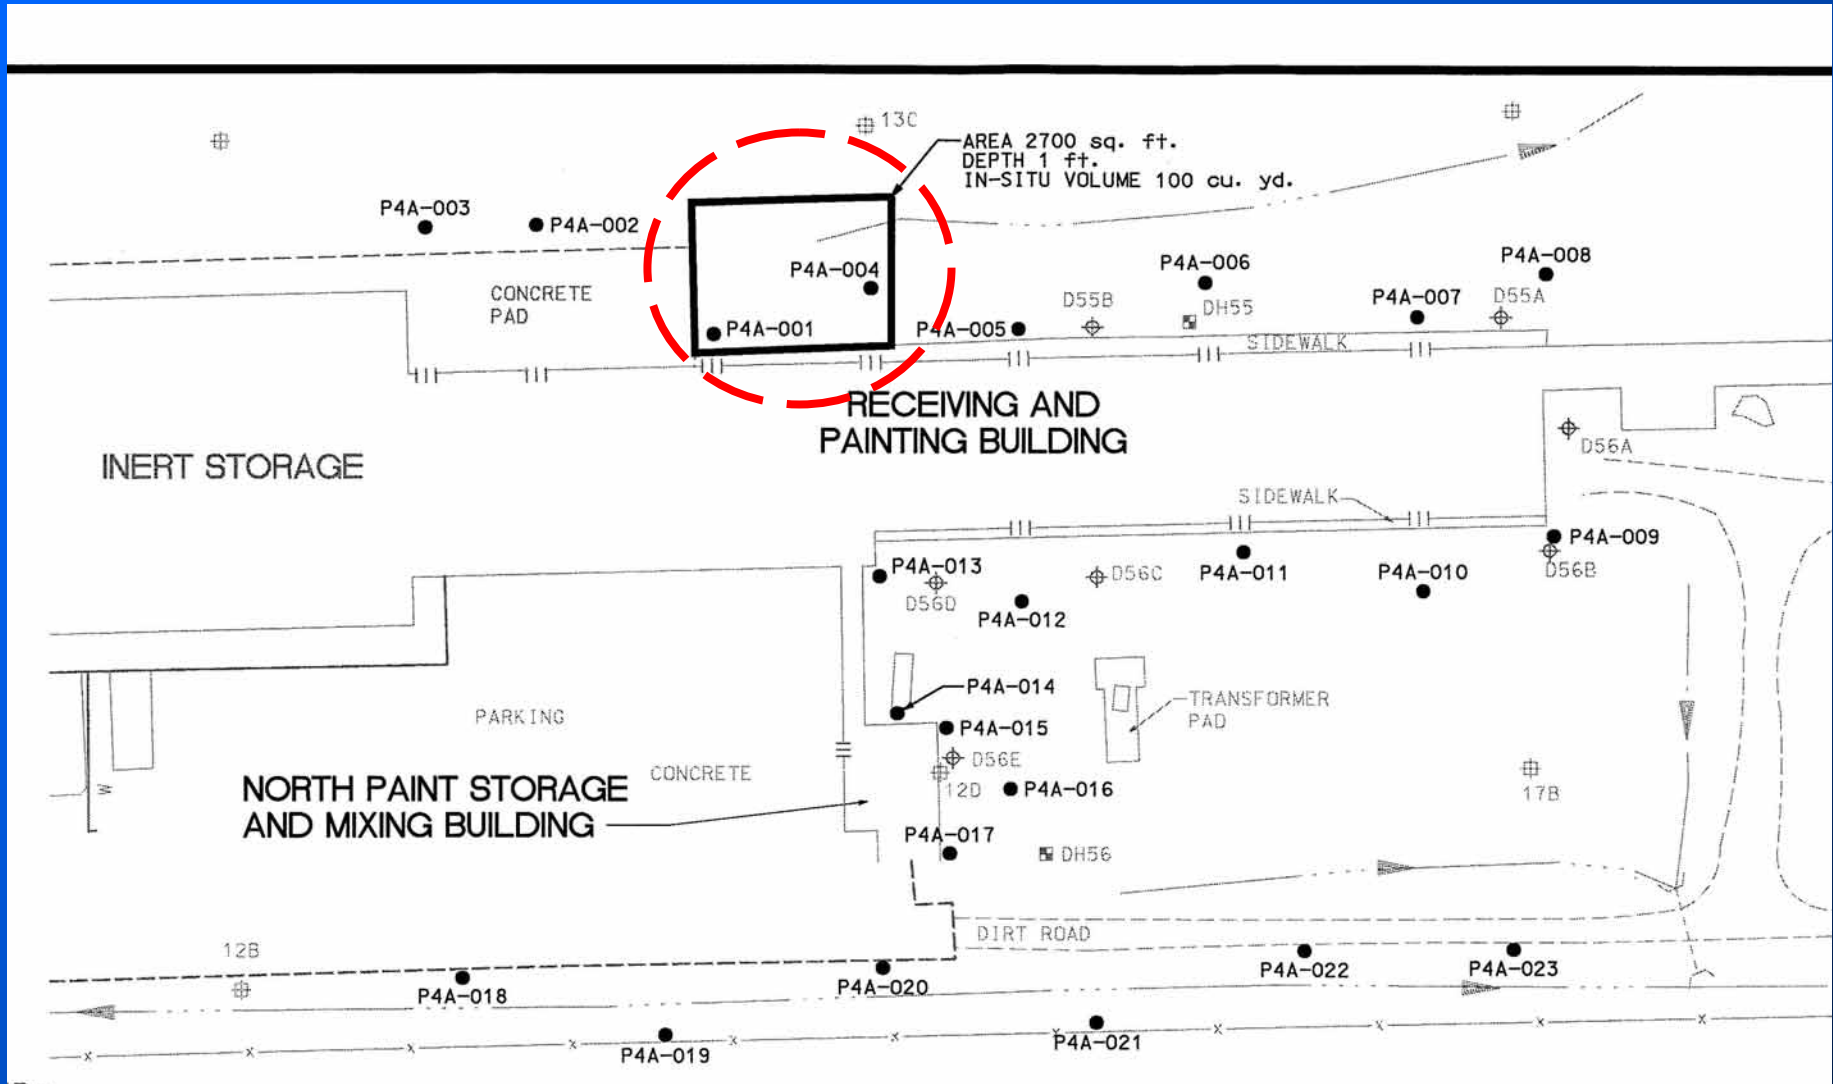 13C
AREA 2700 sq. ft.
DEPTH 1 ft.
IN-SITU VOLUME 100 cu. yd.
P4A-003
P4A-002
P4A-004
P4A-001
CONCRETE
PAD
P4A-005
D55B
P4A-006
DH55
P4A-007
P4A-008
D55A
SIDEWALK
RECEIVING AND
PAINTING BUILDING
INERT STORAGE
D56A
SIDEWALK
P4A-009
D56B
P4A-013
D56D
D56C
P4A-011
P4A-010
P4A-012
P4A-014
PARKING
P4A-015
TRANSFORMER
PAD
D56E
CONCRETE
W
NORTH PAINT STORAGE
AND MIXING BUILDING
12D
P4A-016
17B
P4A-017
DH56
DIRT ROAD
12B
P4A-018
P4A-020
P4A-022
P4A-023
P4A-019
P4A-021